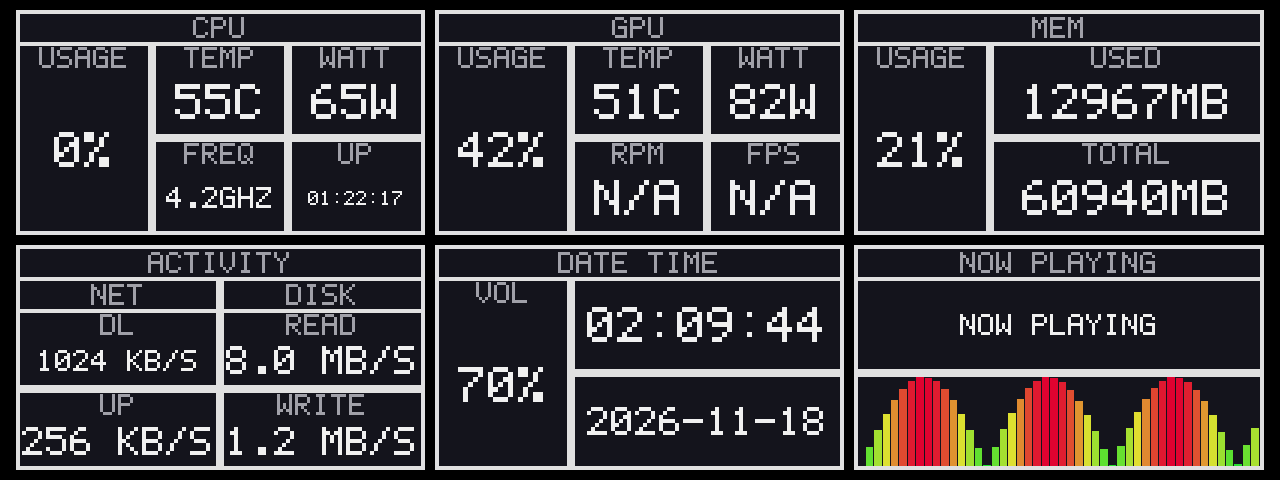 CPU
USAGE
0%
TEMP
55C
WATT
65W
FREQ
4.2GHZ
UP
01:22:17
GPU
USAGE
42%
TEMP
51C
WATT
82W
RPM
N/A
FPS
N/A
MEM
USAGE
21%
USED
12967MB
TOTAL
60940MB
ACTIVITY
NET
DL
1024 KB/S
UP
256 KB/S
DISK
READ
8.0 MB/S
WRITE
1.2 MB/S
DATE TIME
VOL
70%
02:09:44
2026-11-18
NOW PLAYING
NOW PLAYING